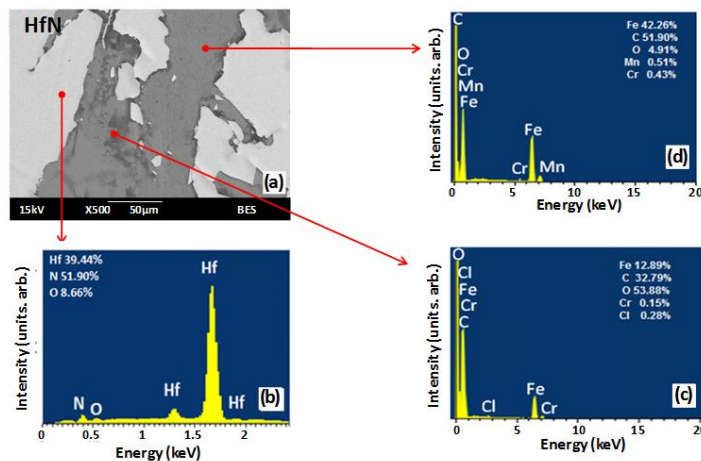 HfN
(a)
15kV X500 50µm BES
C
O
Cr
Mn
Fe
Fe
Cr
Mn
Fe 42.26%
C 51.90%
O 4.91%
Mn 0.51%
Cr 0.43%
(d)
Intensity (units. arb.)
0 5 10 15 20
Energy (keV)
Hf 39.44%
N 51.90%
O 8.66%
Hf
N
O
Hf
Hf
(b)
Intensity (units. arb.)
0 0.5 1 1.5 2
Energy (keV)
O
Cl
Fe
Cr
C
Cl
Fe
Cr
Fe 12.89%
C 32.79%
O 53.88%
Cr 0.15%
Cl 0.28%
(c)
Intensity (units. arb.)
0 5 10 15 20
Energy (keV)